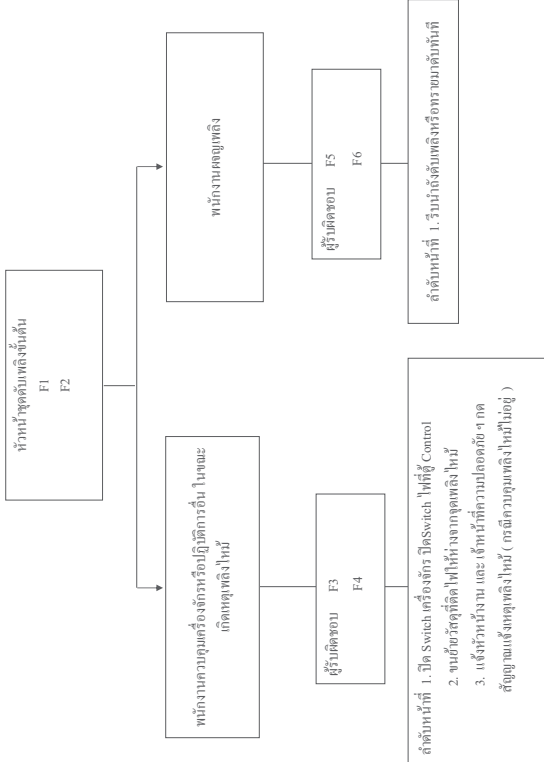 หัวหน้าชุดดับเพลิงขั้นต้น
F1
F2
พนักงานควบคุมเครื่องจักรหรือปฏิบัติการอื่น ในขณะ
เกิดเหตุเพลิงไหม้
ผู้รับผิดชอบ F3
F4
ลำดับหน้าที่ 1. ปิด Switch เครื่องจักร ปิดSwitch ไฟที่ตู้ Control
2. ขนย้ายวัสดุที่ติดไฟให้ห่างจากจุดเพลิงไหม้
3. แจ้งหัวหน้างาน และ เจ้าหน้าที่ความปลอดภัย ฯ กด
สัญญาณแจ้งเหตุเพลิงไหม้ ( กรณีควบคุมเพลิงไหม้ไม่อยู่ )
พนักงานผจญเพลิง
ผู้รับผิดชอบ F5
F6
ลำดับหน้าที่ 1. รีบนำถังดับเพลิงหรือทรายมาดับทันที